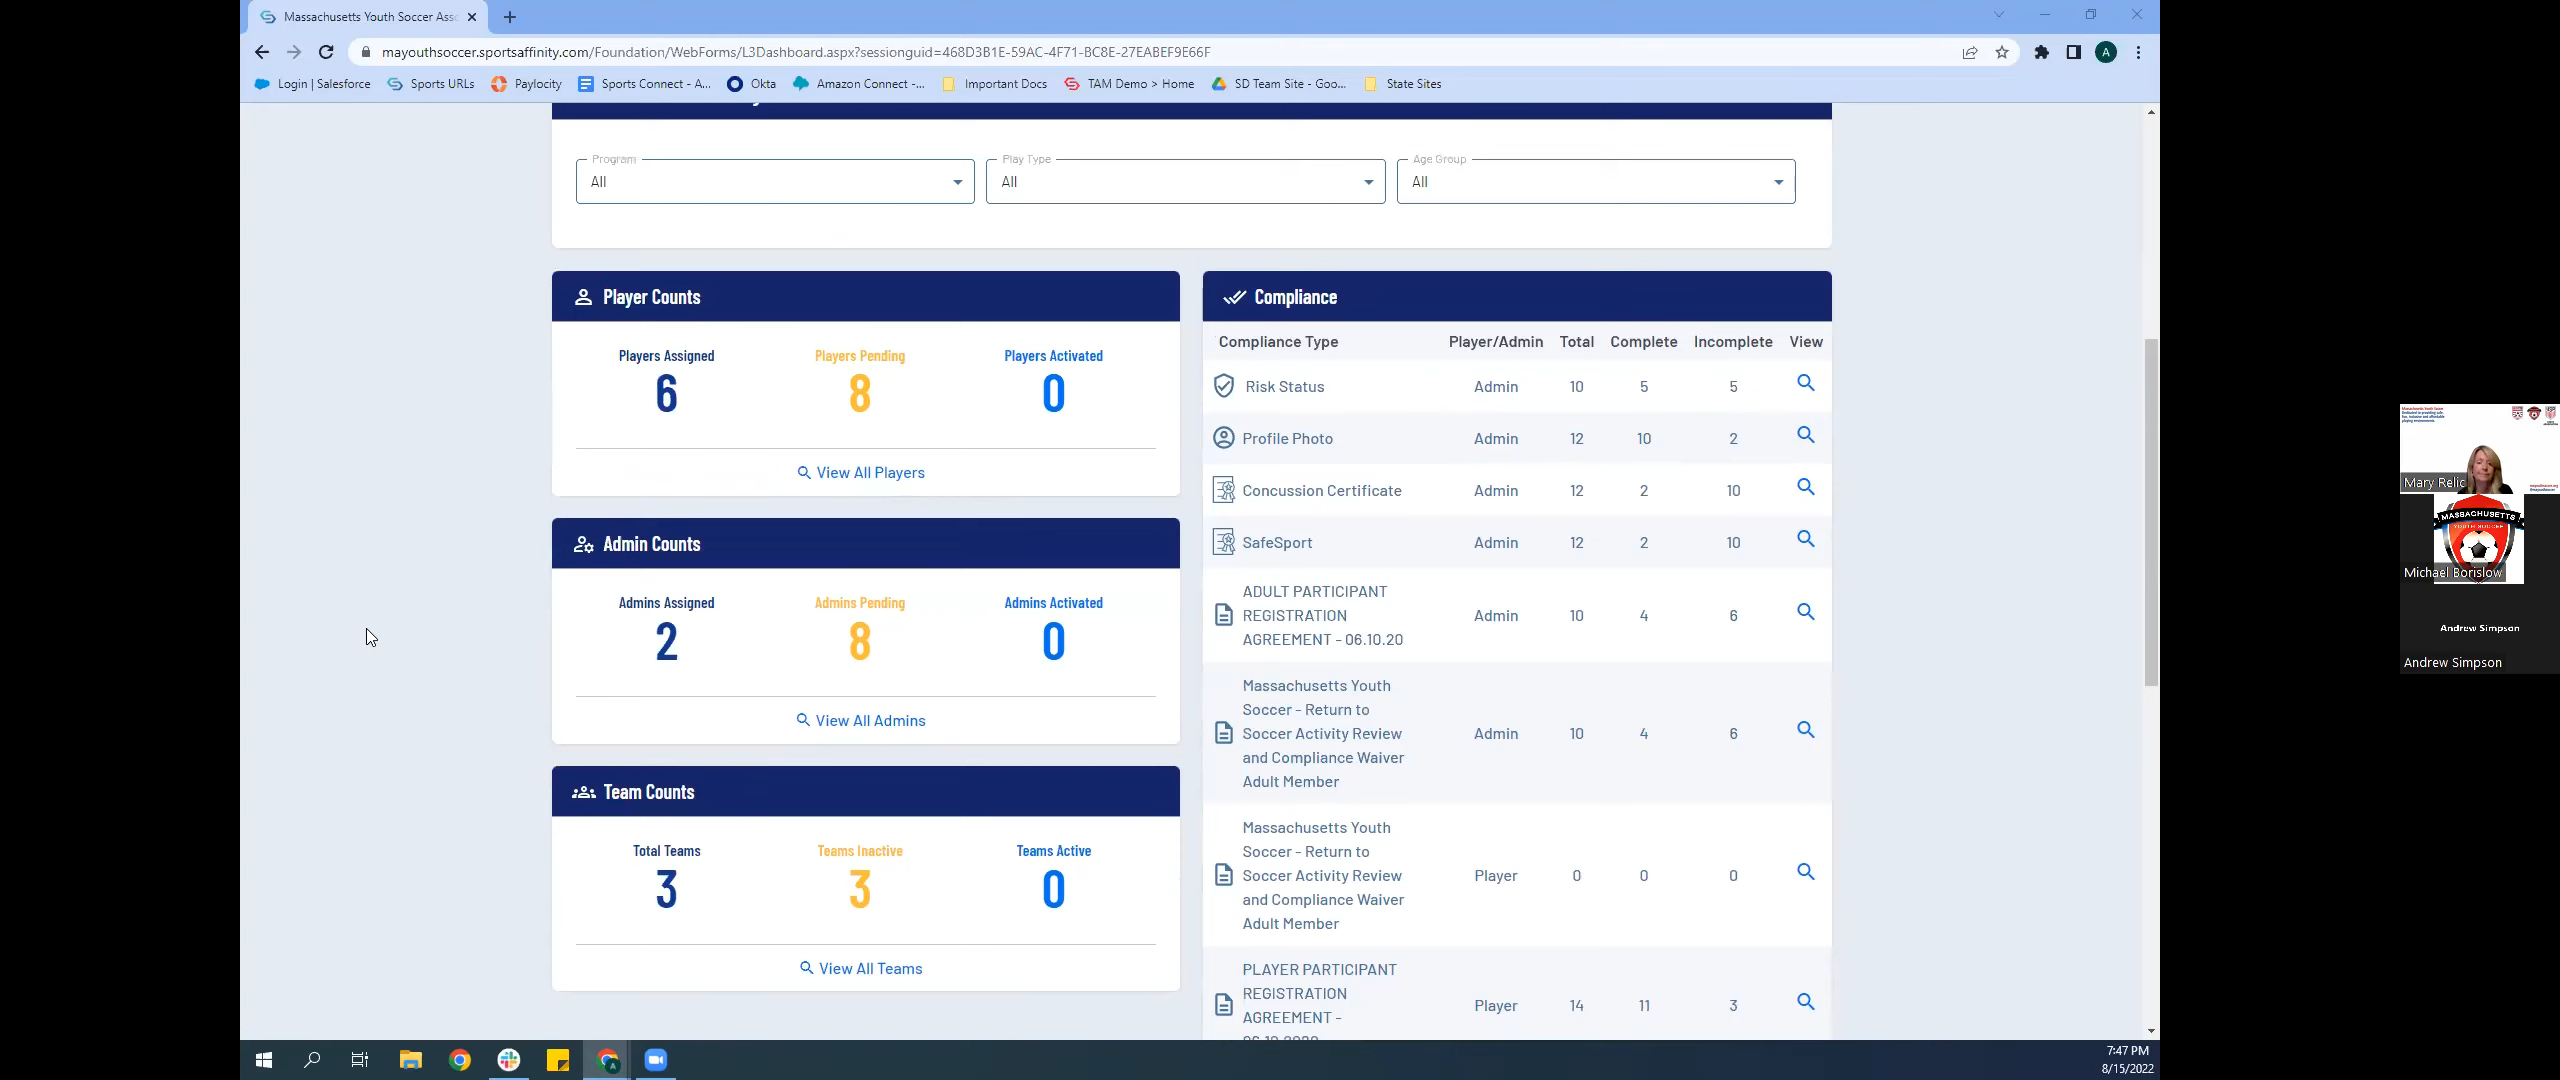 Massachusetts Youth Soccer Ass
mayouthsoccer.sportsaffinity.com/Foundation/WebForms/L3Dashboard.aspx?sessionguid=468D3B1E-59AC-4F71-BC8E-27EABEF9E66F
A
Login | Salesforce
Sports URLs
Paylocity
Sports Connect - A...
Okta
Amazon Connect -...
Important Docs
TAM Demo > Home
SD Team Site - Goo...
State Sites
Program
All
Play Type
All
Age Group
All
Player Counts
Players Assigned
6
Players Pending
8
Players Activated
0
View All Players
Admin Counts
Admins Assigned
2
Admins Pending
8
Admins Activated
0
View All Admins
Team Counts
Total Teams
3
Teams Inactive
3
Teams Active
0
View All Teams
Compliance
Compliance Type Player/Admin Total Complete Incomplete View
Risk Status Admin 10 5 5
Profile Photo Admin 12 10 2
Concussion Certificate Admin 12 2 10
SafeSport Admin 12 2 10
ADULT PARTICIPANT
REGISTRATION Admin 10 4 6
AGREEMENT - 06.10.20
Massachusetts Youth
Soccer - Return to
Soccer Activity Review Admin 10 4 6
and Compliance Waiver
Adult Member
Massachusetts Youth
Soccer - Return to
Soccer Activity Review Player 0 0 0
and Compliance Waiver
Adult Member
PLAYER PARTICIPANT
REGISTRATION Player 14 11 3
AGREEMENT -
06.10.2020
Mary Relic
MASSACHUSETTS
YOUTH SOCCER
Michael Borislow
Andrew Simpson
Andrew Simpson
7:47 PM
8/15/2022